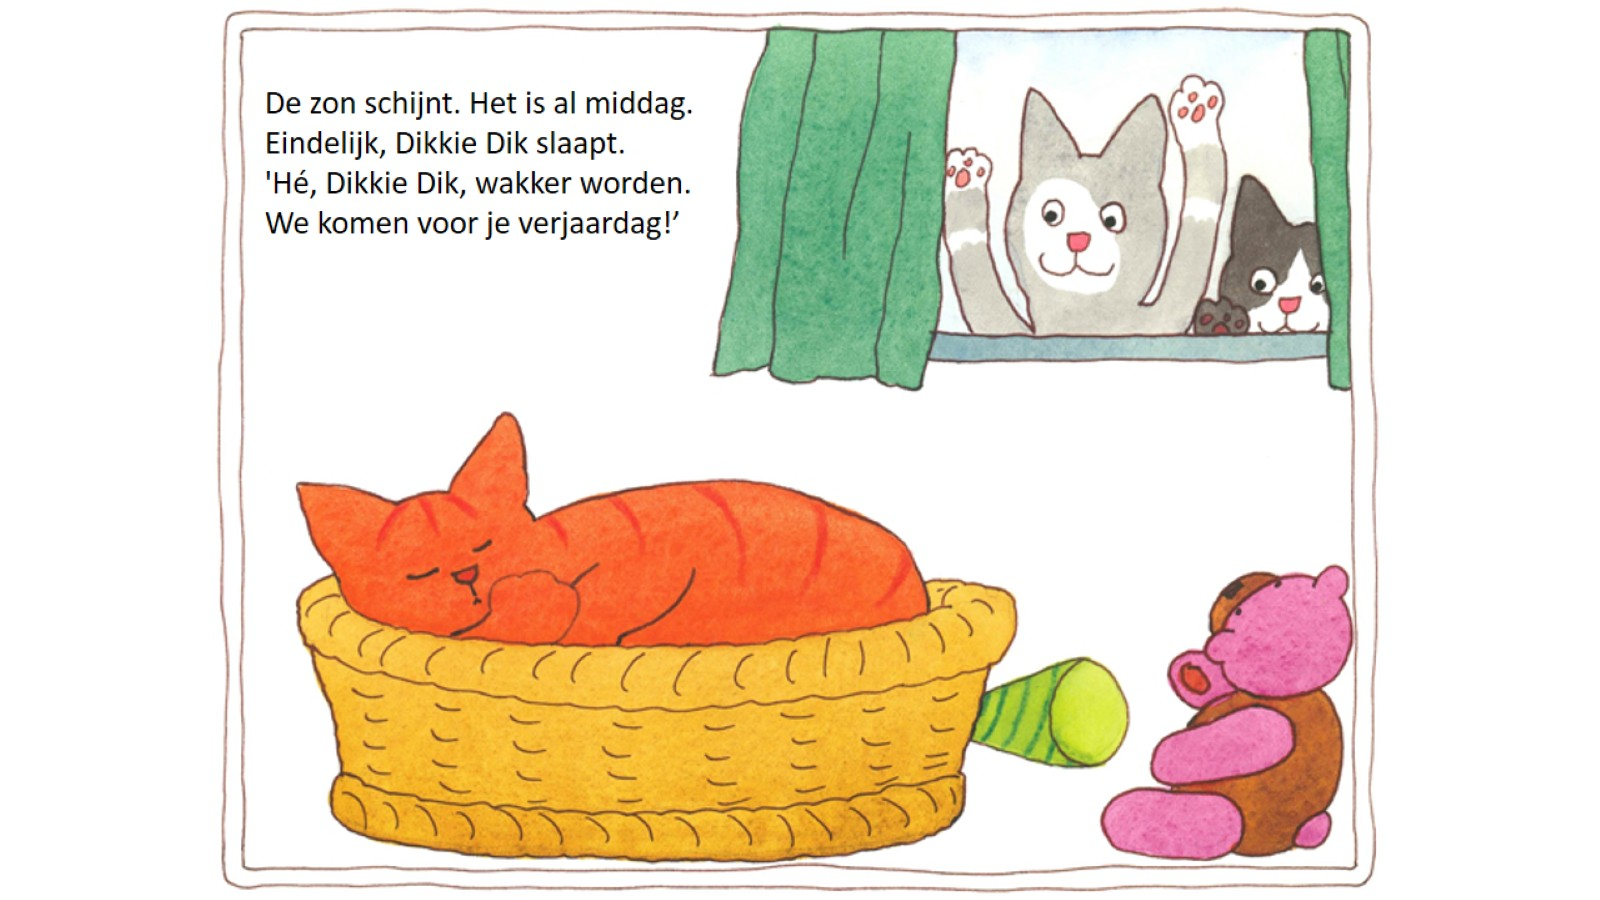 De zon schijnt. Het is al middag.
Eindelijk, Dikkie Dik slaapt.
'Hé, Dikkie Dik, wakker worden.
We komen voor je verjaardag!’